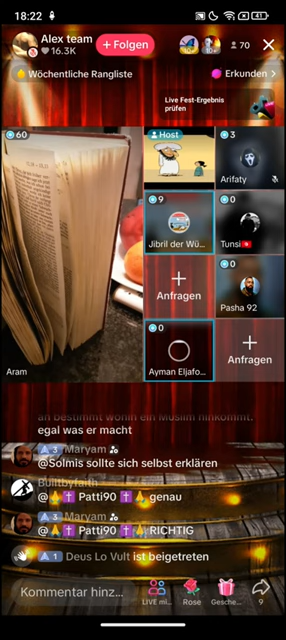 18:22
41
Alex team
16.3K
+ Folgen
10+
70
Wöchentliche Rangliste
Erkunden >
Live Fest-Ergebnis
prüfen
60
Host
3
Arifaty
9
Jibril der Wü...
0
Tunsi
Anfragen
0
Pasha 92
0
Ayman Eljafo...
Anfragen
Aram
an bestimmt wohin ein Muslim hinkommt.
egal was er macht
3 Maryam
@Solmis sollte sich selbst erklären
Builtbyfaith
@🙏✝️ Patti90 ✝️🙏 genau
3 Maryam
@🙏✝️ Patti90 ✝️🙏 RICHTIG
1 Deus Lo Vult ist beigetreten
Kommentar hinz...
LIVE mi...
Rose
Gesche...
9